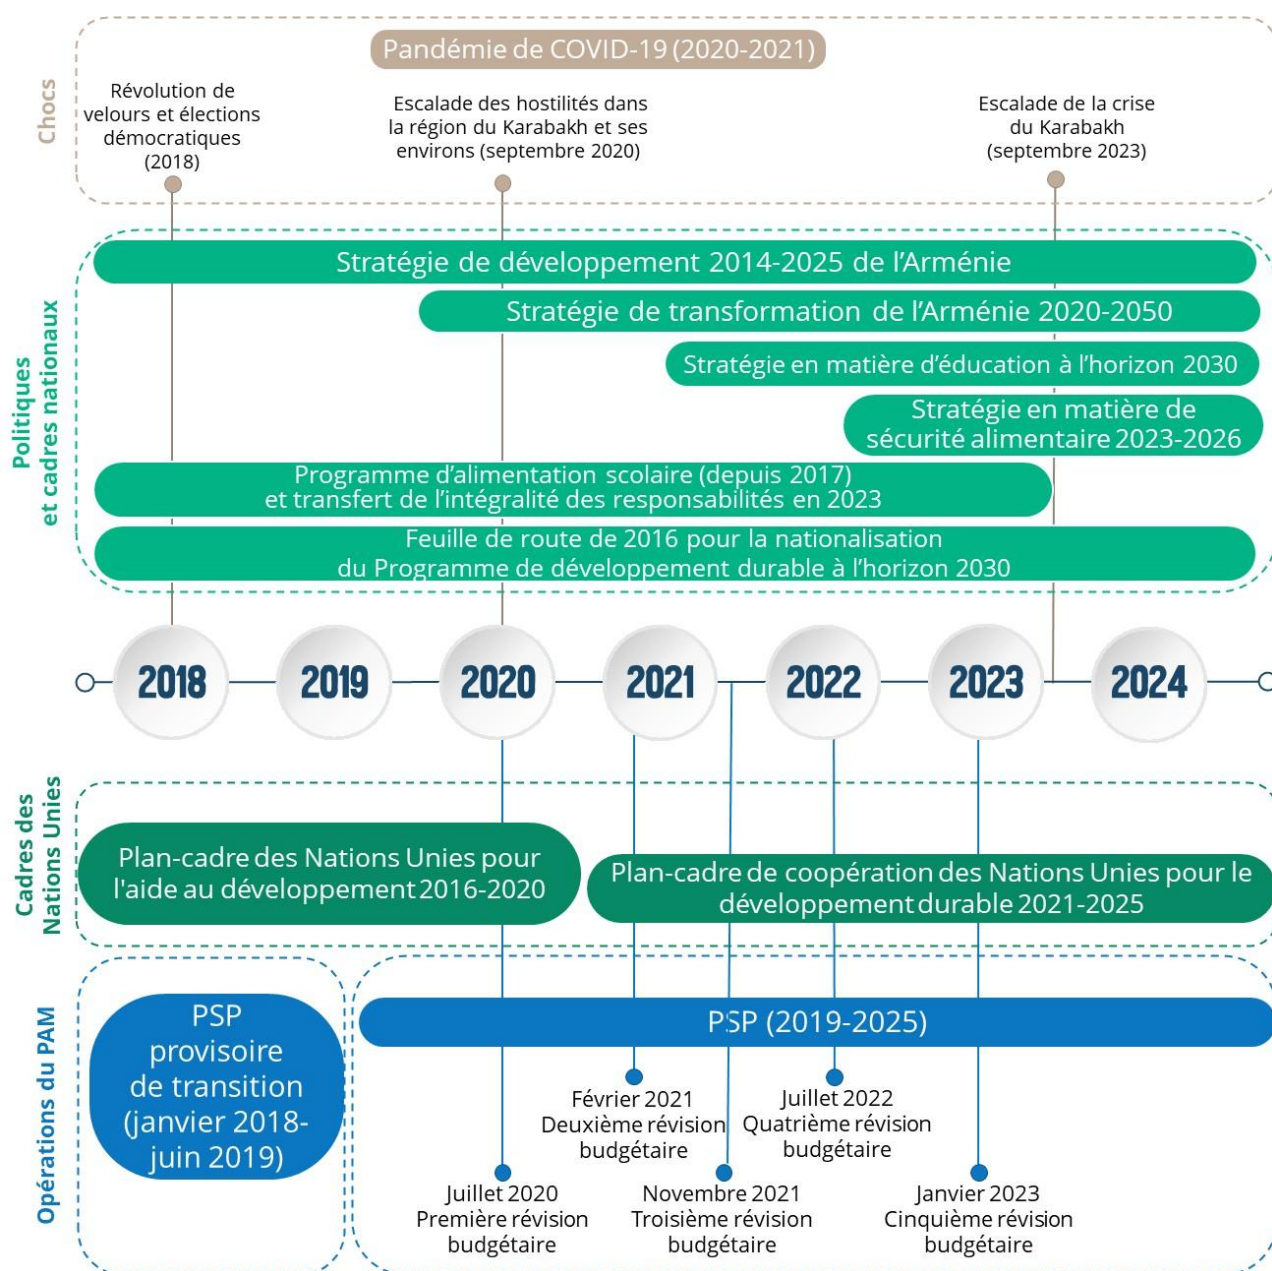 Chocs
Pandémie de COVID-19 (2020-2021)
Révolution de
velours et élections
démocratiques
(2018)
Escalade des hostilités dans
la région du Karabakh et ses
environs (septembre 2020)
Escalade de la crise
du Karabakh
(septembre 2023)
Politiques
et cadres nationaux
Stratégie de développement 2014-2025 de l’Arménie
Stratégie de transformation de l’Arménie 2020-2050
Stratégie en matière d’éducation à l’horizon 2030
Stratégie en matière de
sécurité alimentaire 2023-2026
Programme d’alimentation scolaire (depuis 2017)
et transfert de l’intégralité des responsabilités en 2023
Feuille de route de 2016 pour la nationalisation
du Programme de développement durable à l’horizon 2030
2018
2019
2020
2021
2022
2023
2024
Cadres des
Nations Unies
Plan-cadre des Nations Unies pour
l'aide au développement 2016-2020
Plan-cadre de coopération des Nations Unies pour le
développement durable 2021-2025
Opérations du PAM
PSP
provisoire
de transition
(janvier 2018-
juin 2019)
PSP (2019-2025)
Février 2021
Deuxième révision
budgétaire
Juillet 2022
Quatrième révision
budgétaire
Juillet 2020
Première révision
budgétaire
Novembre 2021
Troisième révision
budgétaire
Janvier 2023
Cinquième révision
budgétaire